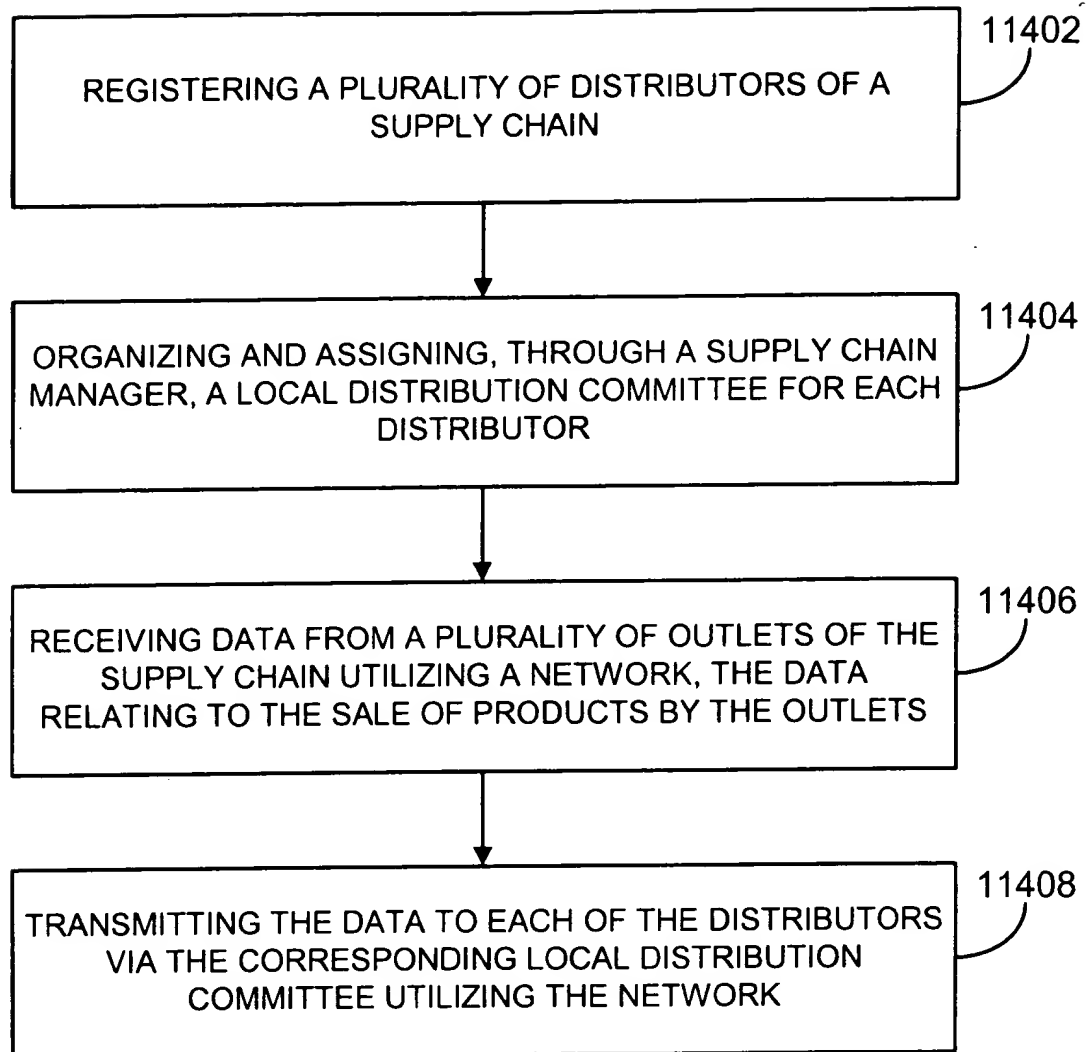 11402
REGISTERING A PLURALITY OF DISTRIBUTORS OF A
SUPPLY CHAIN
11404
ORGANIZING AND ASSIGNING, THROUGH A SUPPLY CHAIN
MANAGER, A LOCAL DISTRIBUTION COMMITTEE FOR EACH
DISTRIBUTOR
11406
RECEIVING DATA FROM A PLURALITY OF OUTLETS OF THE
SUPPLY CHAIN UTILIZING A NETWORK, THE DATA
RELATING TO THE SALE OF PRODUCTS BY THE OUTLETS
11408
TRANSMITTING THE DATA TO EACH OF THE DISTRIBUTORS
VIA THE CORRESPONDING LOCAL DISTRIBUTION
COMMITTEE UTILIZING THE NETWORK